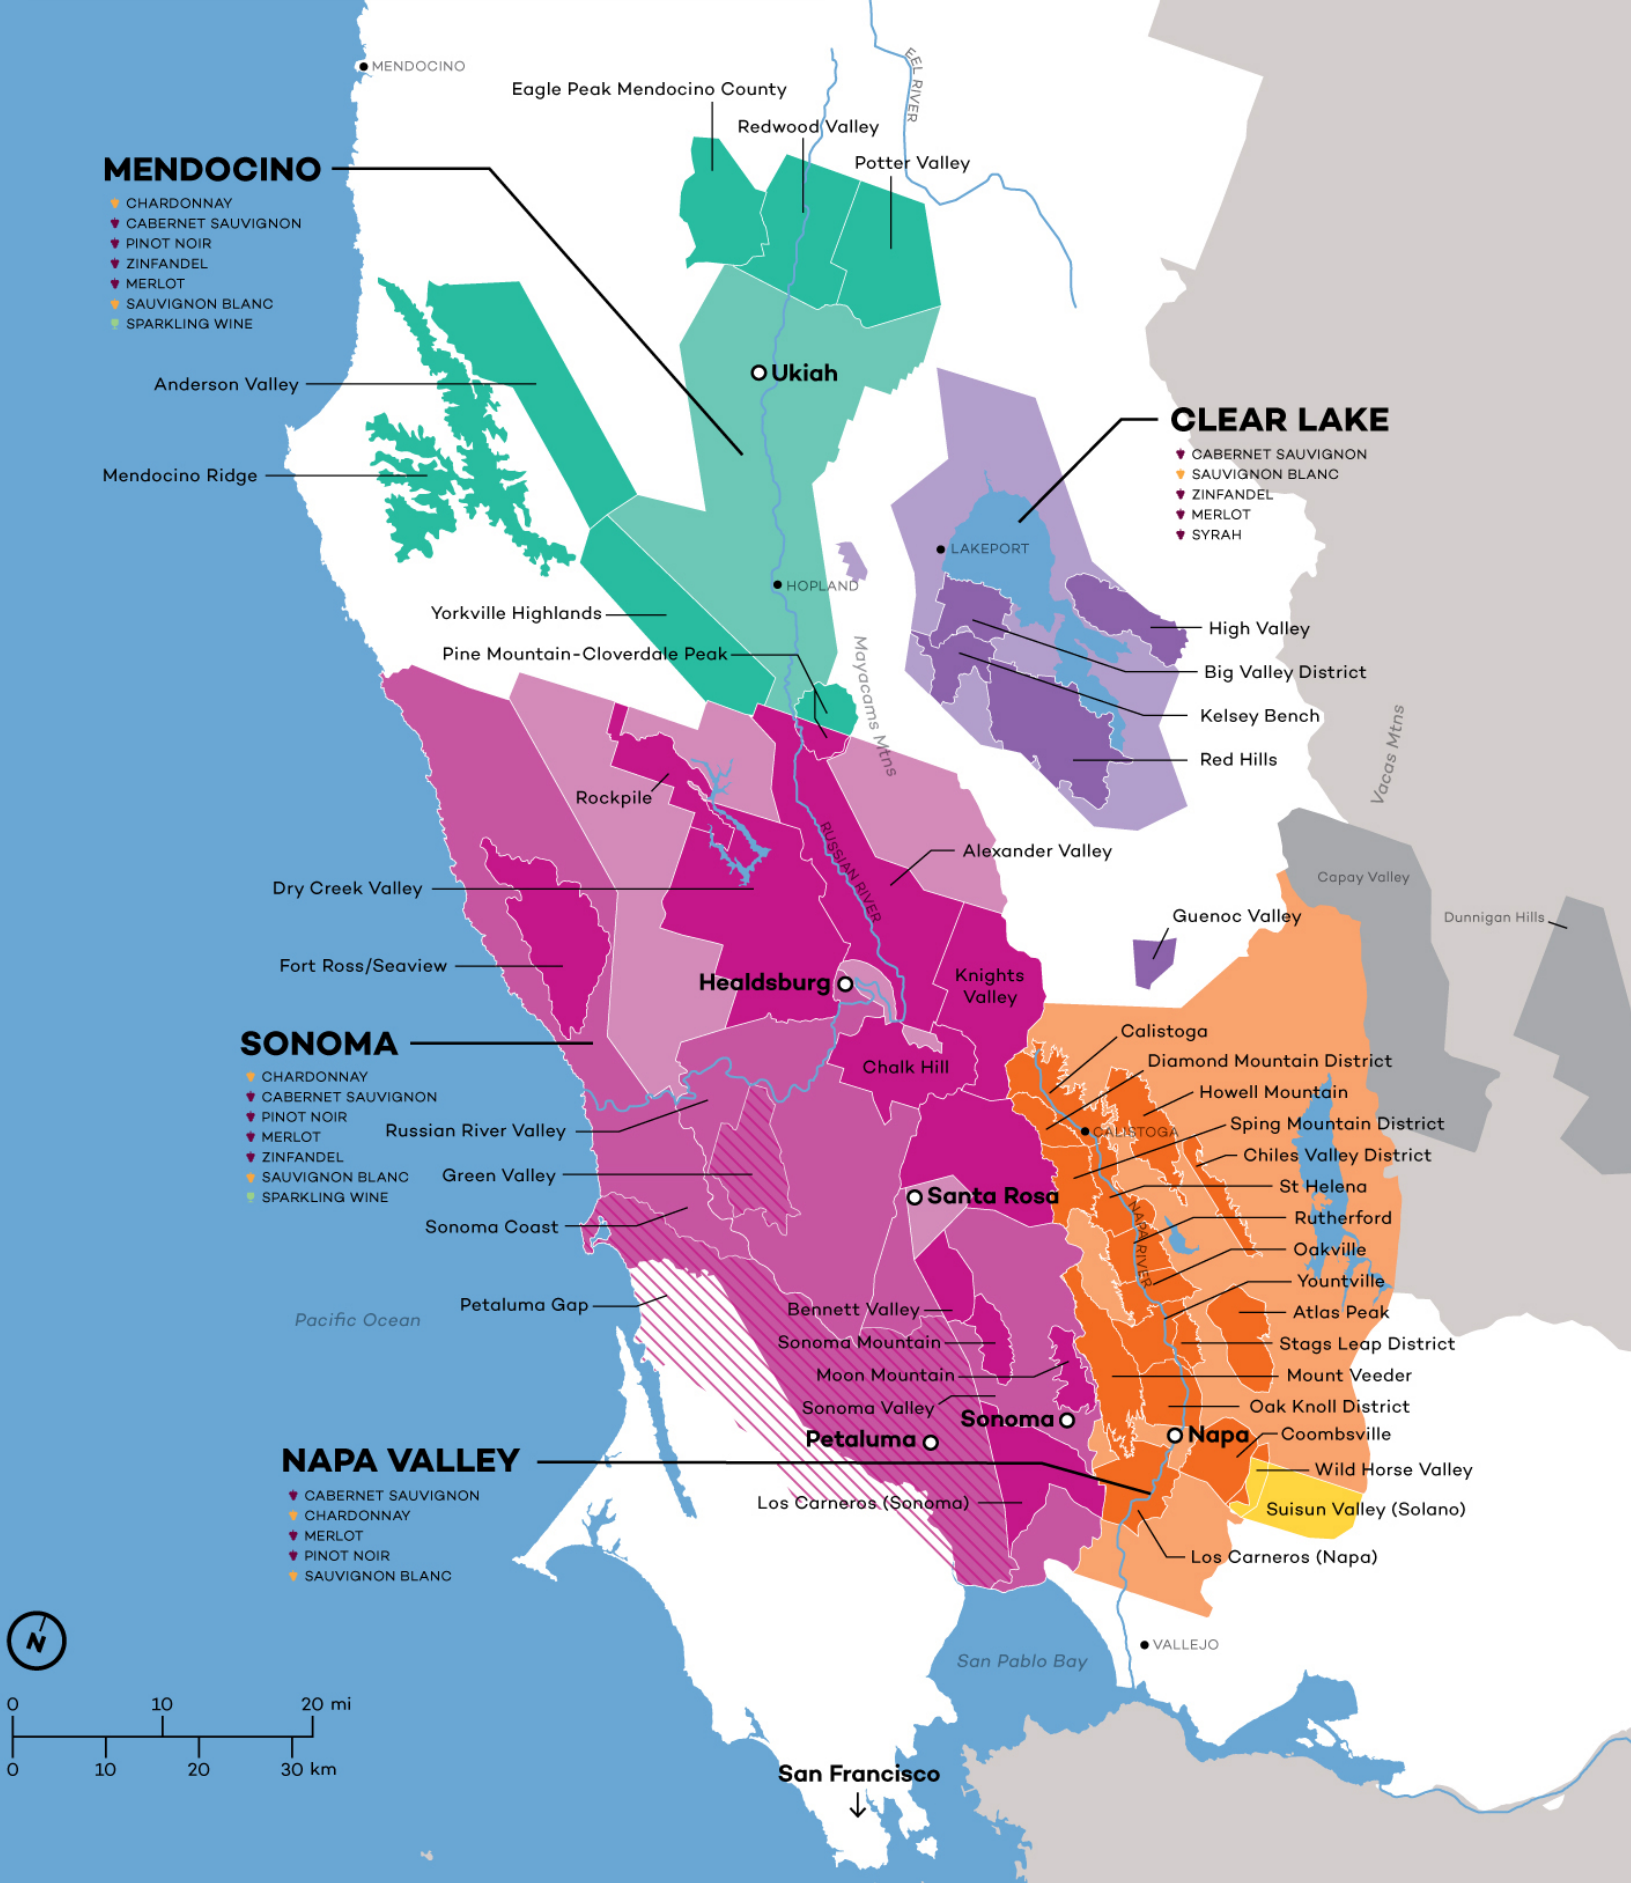 MENDOCINO
EEL RIVER
Eagle Peak Mendocino County
Redwood Valley
Potter Valley
MENDOCINO
CHARDONNAY
CABERNET SAUVIGNON
PINOT NOIR
ZINFANDEL
MERLOT
SAUVIGNON BLANC
SPARKLING WINE
Anderson Valley
Ukiah
Mendocino Ridge
CLEAR LAKE
CABERNET SAUVIGNON
SAUVIGNON BLANC
ZINFANDEL
MERLOT
SYRAH
LAKEPORT
HOPLAND
Yorkville Highlands
Pine Mountain-Cloverdale Peak
Mayacams Mtns
High Valley
Big Valley District
Kelsey Bench
Red Hills
Vacas Mtns
Rockpile
RUSSIAN RIVER
Alexander Valley
Dry Creek Valley
Capay Valley
Dunnigan Hills
Guenoc Valley
Fort Ross/Seaview
Healdsburg
Knights
Valley
SONOMA
CHARDONNAY
CABERNET SAUVIGNON
PINOT NOIR
MERLOT
ZINFANDEL
SAUVIGNON BLANC
SPARKLING WINE
Chalk Hill
Calistoga
Diamond Mountain District
Howell Mountain
CALISTOGA
Sping Mountain District
Chiles Valley District
St Helena
Russian River Valley
Green Valley
Santa Rosa
NAPA RIVER
Rutherford
Sonoma Coast
Oakville
Yountville
Petaluma Gap
Pacific Ocean
Bennett Valley
Atlas Peak
Sonoma Mountain
Stags Leap District
Moon Mountain
Mount Veeder
Sonoma Valley
Oak Knoll District
Sonoma
Petaluma
Napa
Coombsville
NAPA VALLEY
CABERNET SAUVIGNON
CHARDONNAY
MERLOT
PINOT NOIR
SAUVIGNON BLANC
Wild Horse Valley
Los Carneros (Sonoma)
Suisun Valley (Solano)
Los Carneros (Napa)
N
San Pablo Bay
VALLEJO
0 10 20 mi
0 10 20 30 km
San Francisco